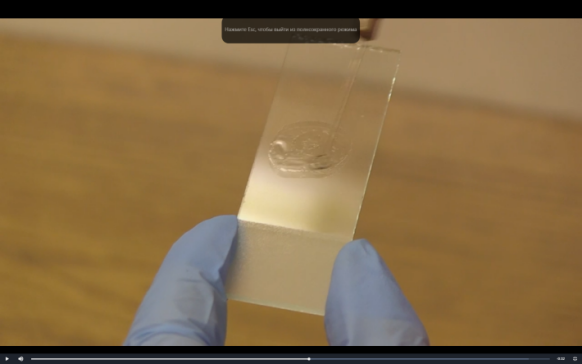 Нажмите Esc, чтобы выйти из полноэкранного режима